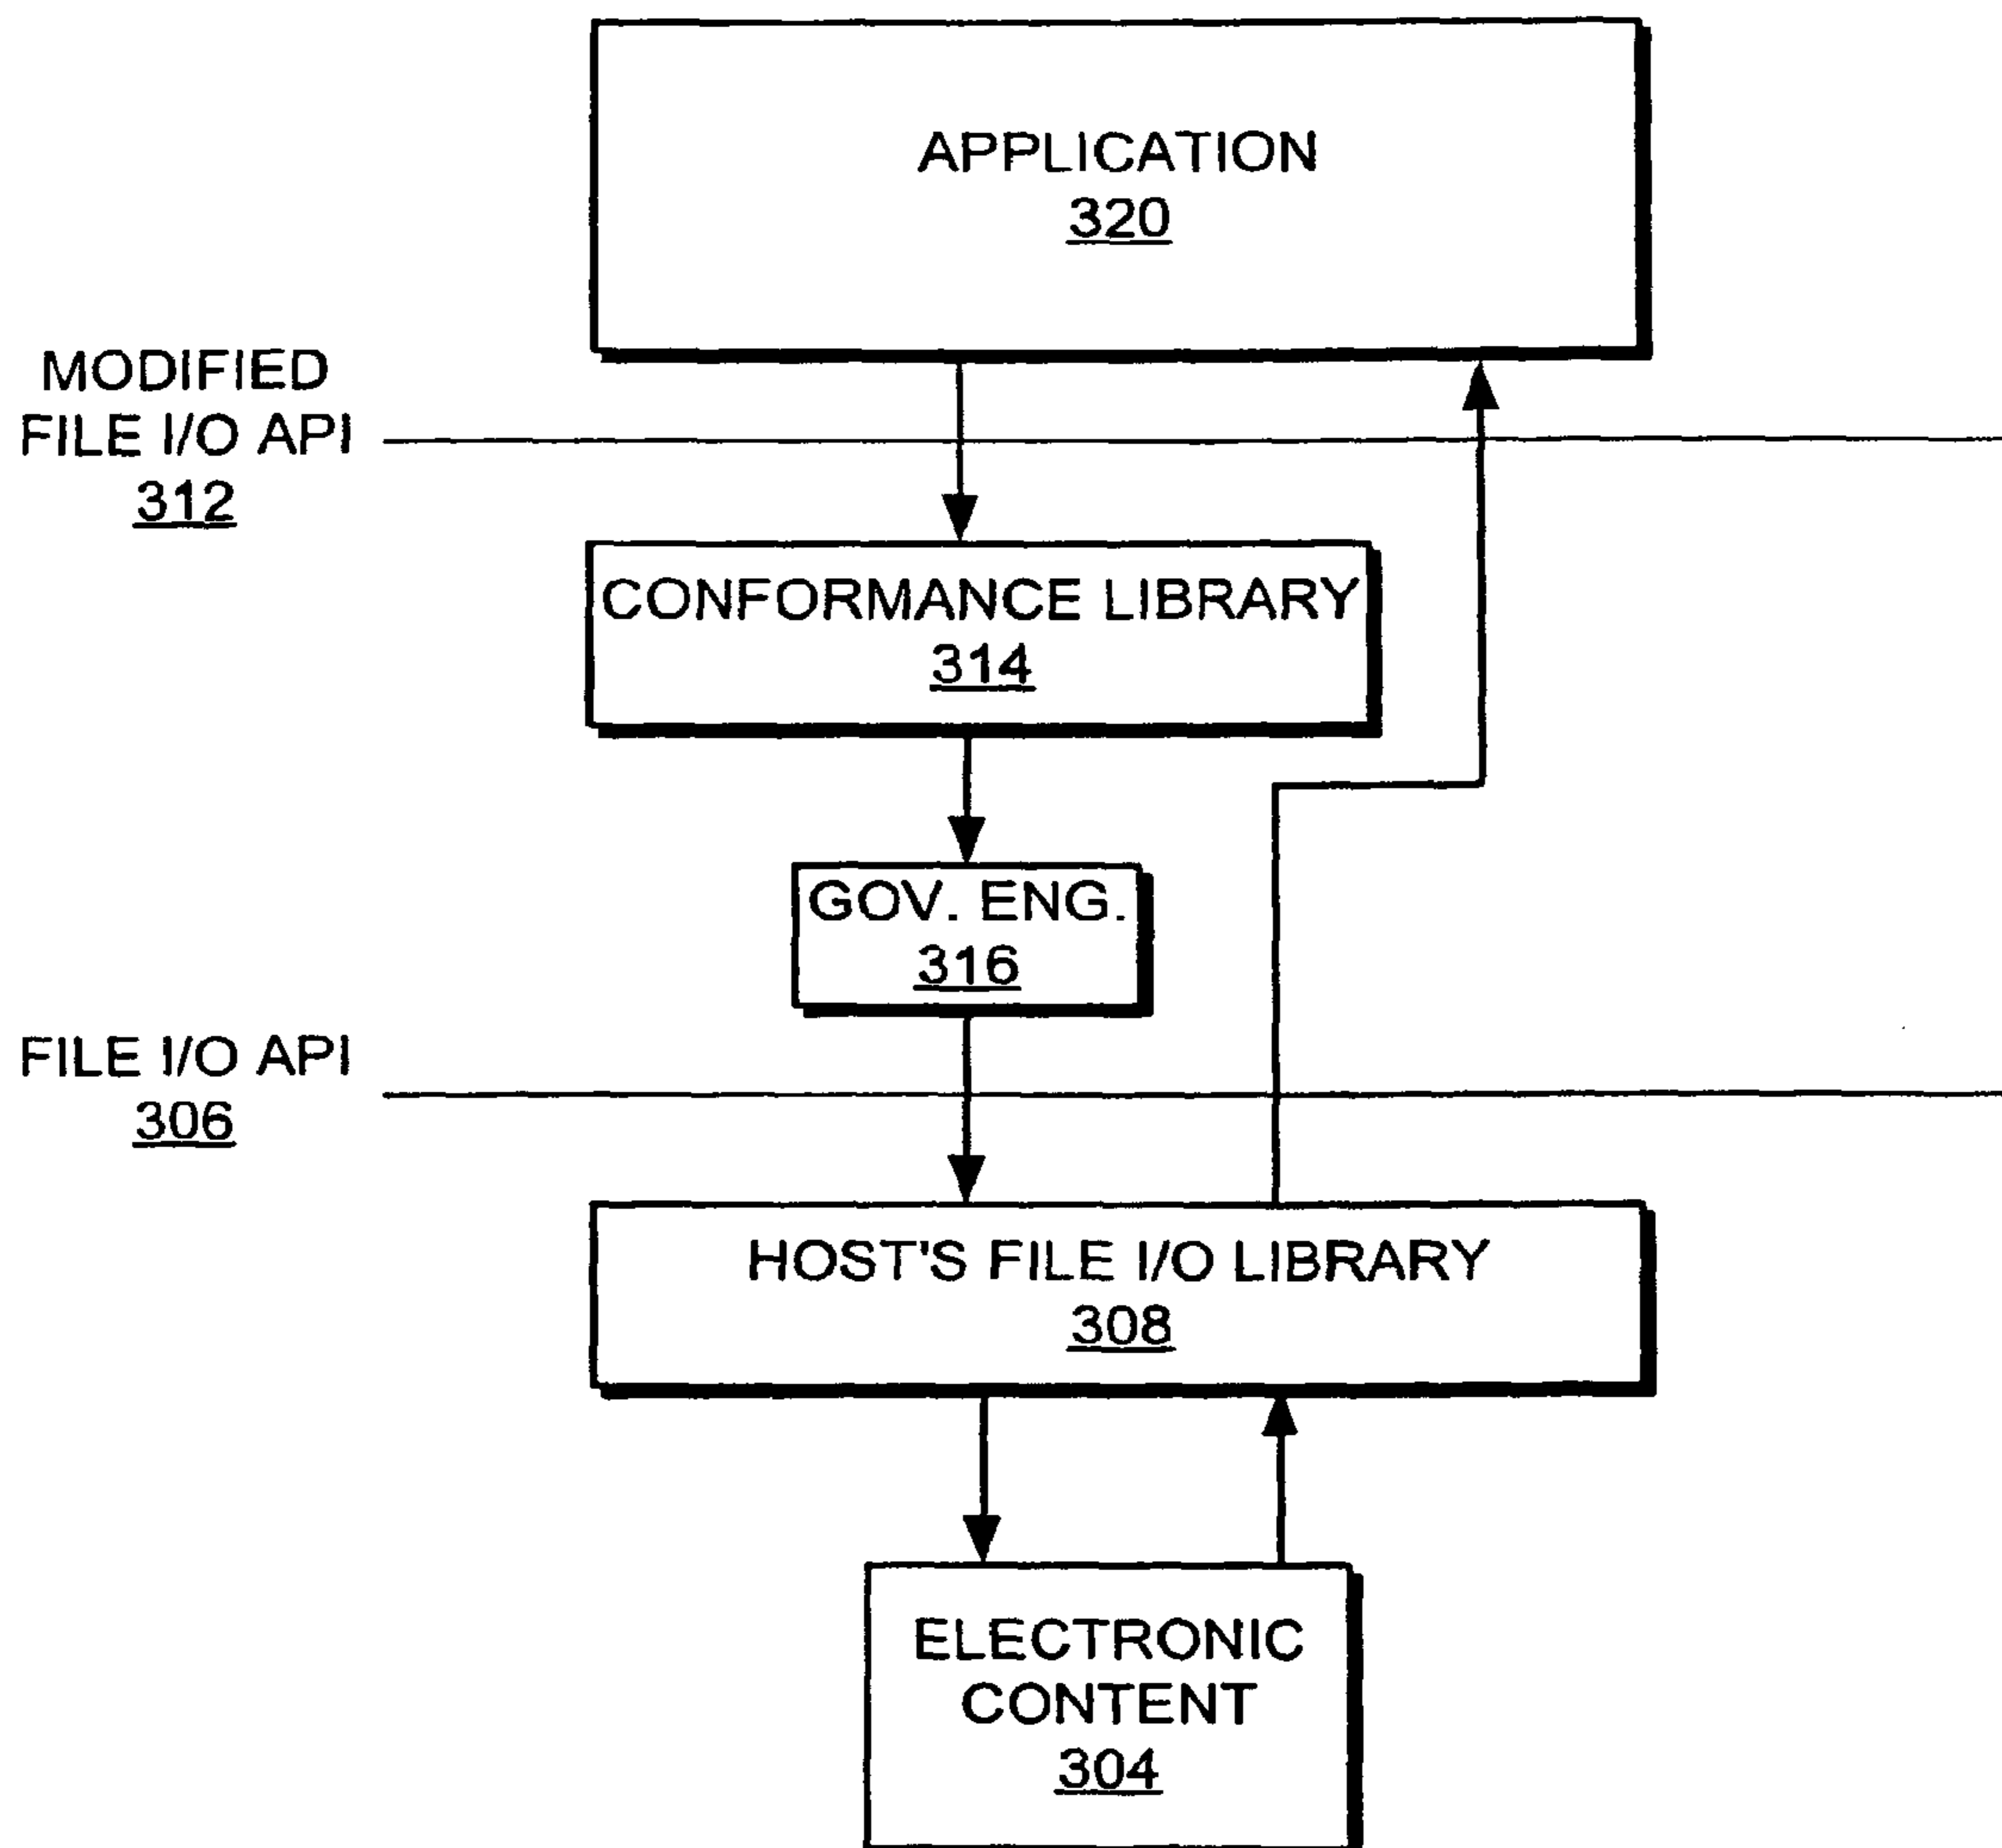 APPLICATION
320
MODIFIED
FILE I/O API
312
CONFORMANCE LIBRARY
314
GOV. ENG.
316
FILE I/O API
306
HOST'S FILE I/O LIBRARY
308
ELECTRONIC
CONTENT
304